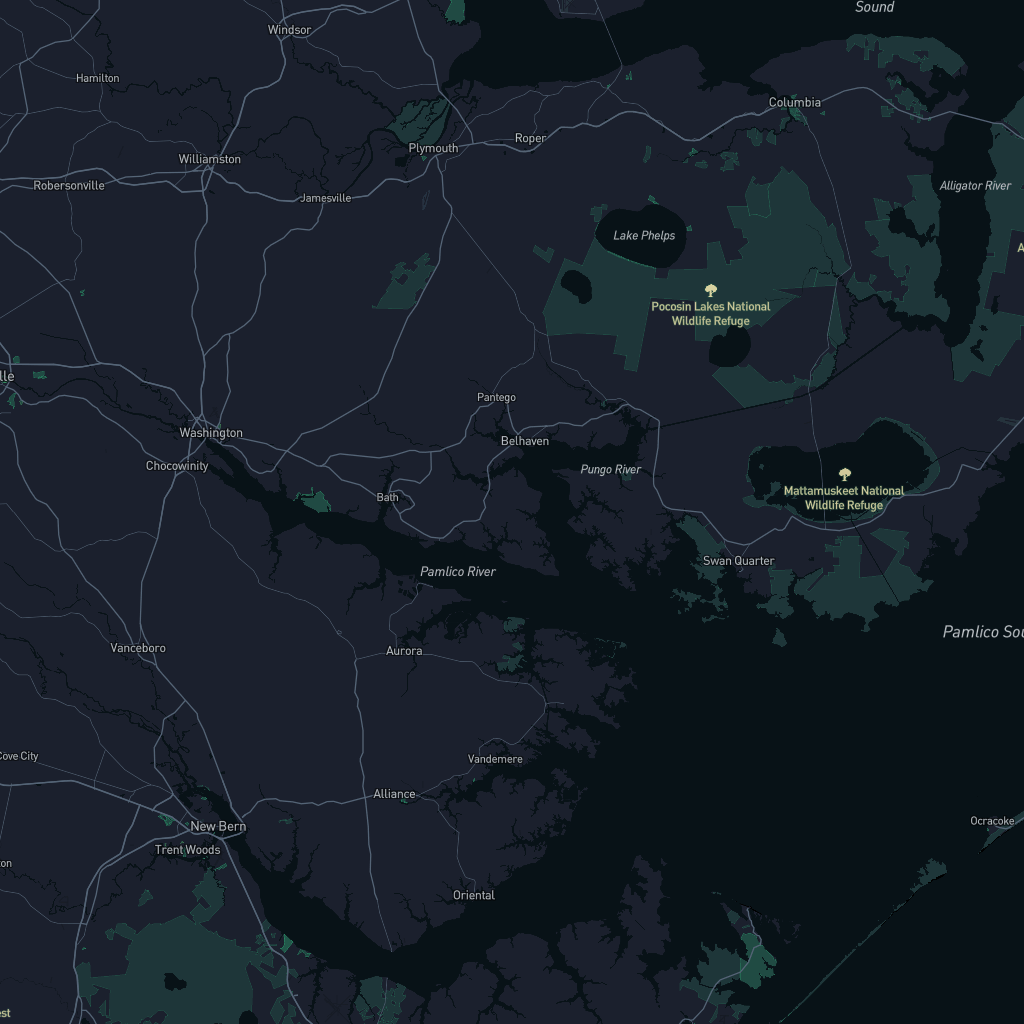 Sound
Windsor
Hamilton
Columbia
Roper
Plymouth
Williamston
Robersonville
Jamesville
Alligator River
Lake Phelps
A
Pocosin Lakes National
Wildlife Refuge
lle
Pantego
Washington
Belhaven
Chocowinity
Pungo River
Mattamuskeet National
Wildlife Refuge
Bath
Swan Quarter
Pamlico River
Pamlico Sou
Vanceboro
Aurora
Cove City
Vandemere
Alliance
Ocracoke
New Bern
Trent Woods
ton
Oriental
est